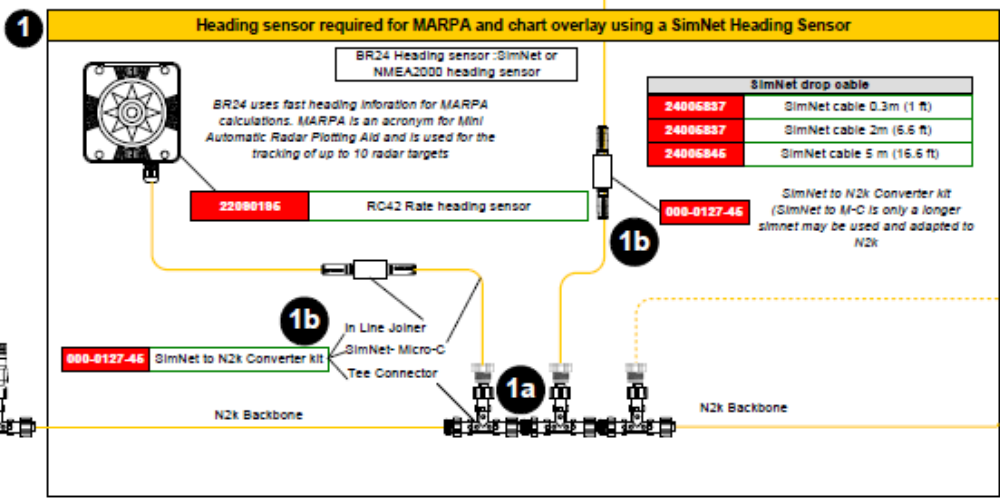 1
Heading sensor required for MARPA and chart overlay using a SimNet Heading Sensor
BR24 Heading sensor :SimNet or
NMEA2000 heading sensor
BR24 uses fast heading inforation for MARPA
calculations. MARPA is an acronym for Mini
Automatic Radar Plotting Aid and is used for the
tracking of up to 10 radar targets
SimNet drop cable
24005837 SimNet cable 0.3m (1 ft)
24005837 SimNet cable 2m (6.6 ft)
24005845 SimNet cable 5 m (16.6 ft)
22090195 RC42 Rate heading sensor
000-0127-45
SimNet to N2k Converter kit
(SimNet to M-C is only a longer
simnet may be used and adapted to
N2k
1b
1b
In Line Joiner
SimNet- Micro-C
Tee Connector
000-0127-45 SimNet to N2k Converter kit
1a
N2k Backbone
N2k Backbone